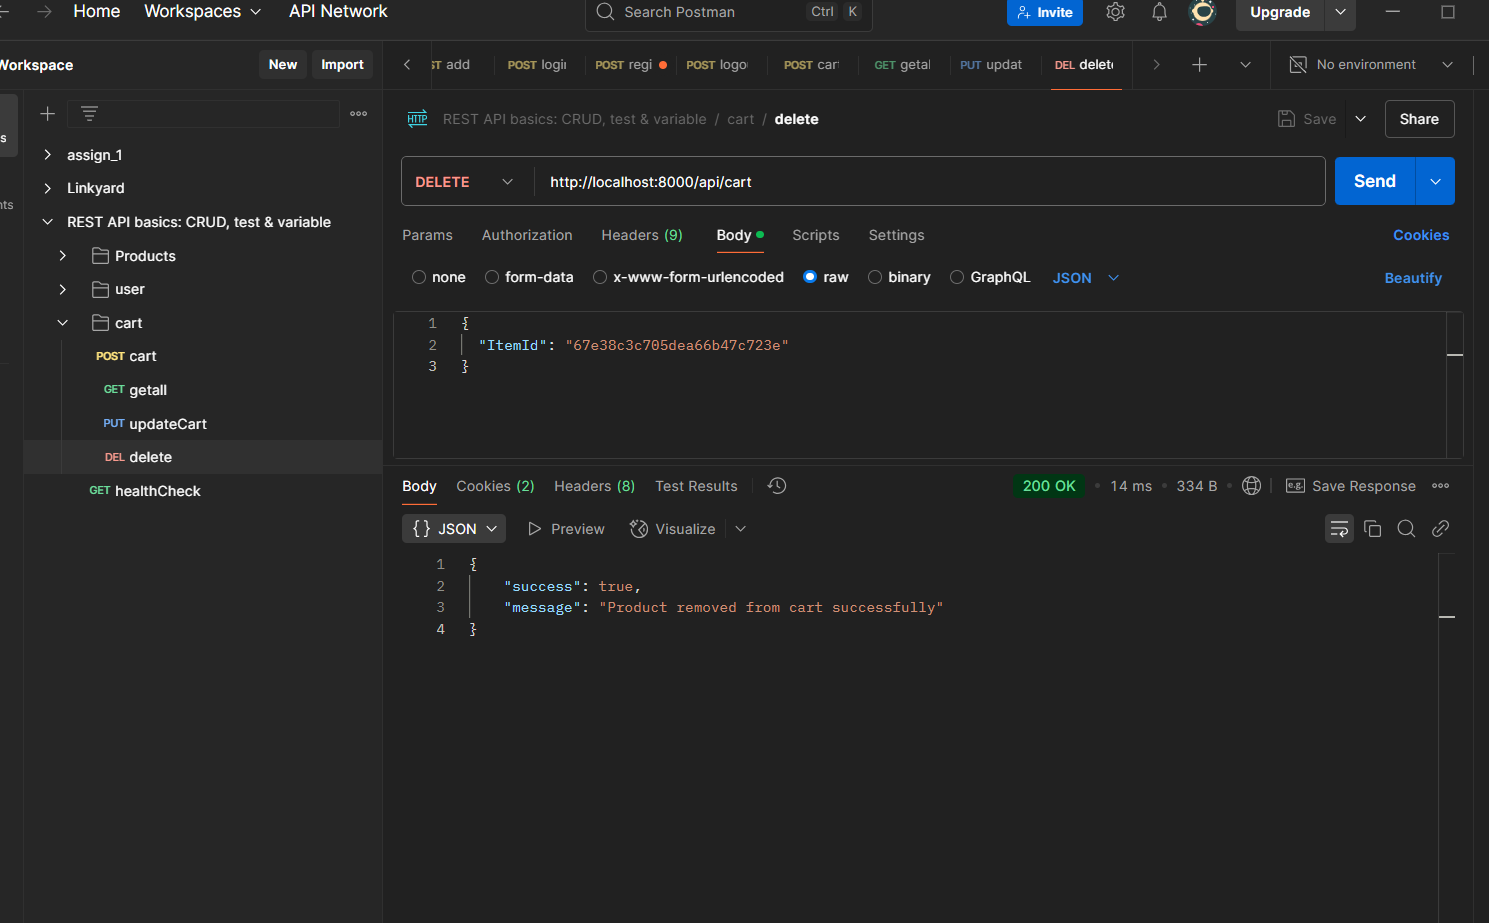 Home Workspaces API Network Search Postman Ctrl K Invite Upgrade
Workspace New Import
ST add POST login POST regi POST logo POST car GET getal PUT updat DEL delete No environment
HTTP REST API basics: CRUD, test & variable / cart / delete Save Share
s
assign_1
Linkyard
nts
REST API basics: CRUD, test & variable
Products
user
cart
POST cart
GET getall
PUT updateCart
DEL delete
GET healthCheck
DELETE http://localhost:8000/api/cart Send
Params Authorization Headers (9) Body Scripts Settings Cookies
none form-data x-www-form-urlencoded raw binary GraphQL JSON Beautify
1 {
2 "ItemId": "67e38c3c705dea66b47c723e"
3 }
Body Cookies (2) Headers (8) Test Results 200 OK 14 ms 334 B e.g. Save Response
{} JSON Preview Visualize
1 {
2 "success": true,
3 "message": "Product removed from cart successfully"
4 }